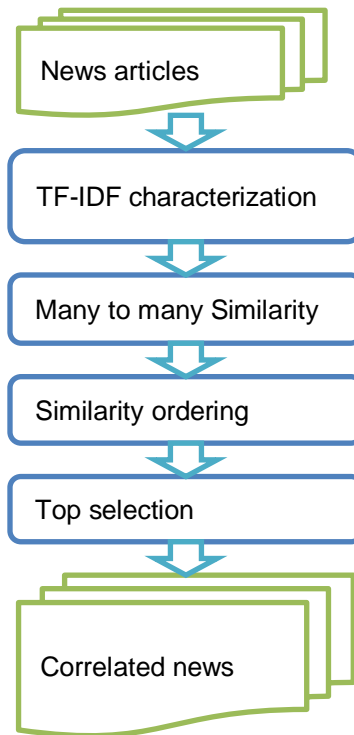 News articles
TF-IDF characterization
Many to many Similarity
Similarity ordering
Top selection
Correlated news